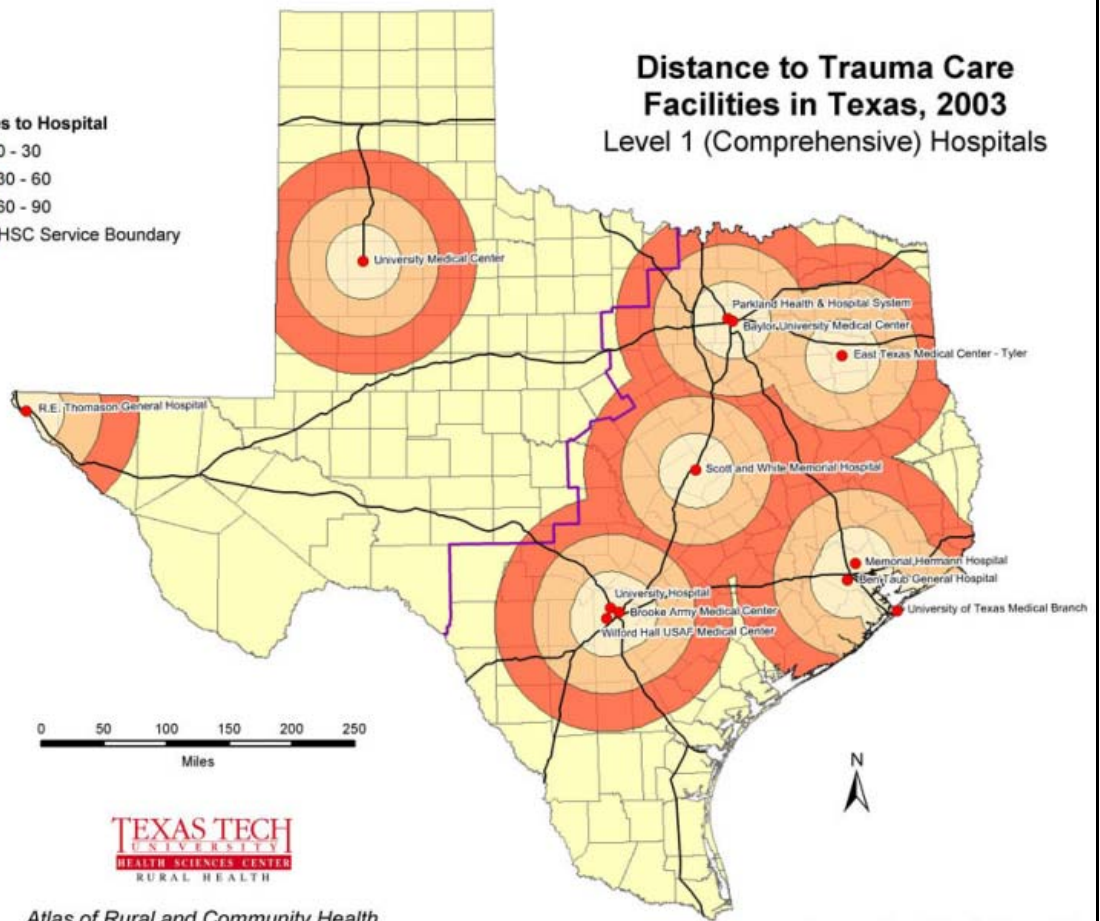 Distance to Trauma Care
Facilities in Texas, 2003
Level 1 (Comprehensive) Hospitals
s to Hospital
- 30
30 - 60
60 - 90
HSC Service Boundary
University Medical Center
Parkland Health & Hospital System
Baylor University Medical Center
East Texas Medical Center - Tyler
R.E. Thomason General Hospital
Scott and White Memorial Hospital
Memorial Hermann Hospital
Ben Taub General Hospital
University of Texas Medical Branch
University Hospital
Brooke Army Medical Center
Wilford Hall USAF Medical Center
0 50 100 150 200 250
Miles
N
TEXAS TECH
UNIVERSITY
HEALTH SCIENCES CENTER
RURAL HEALTH
Atlas of Rural and Community Health